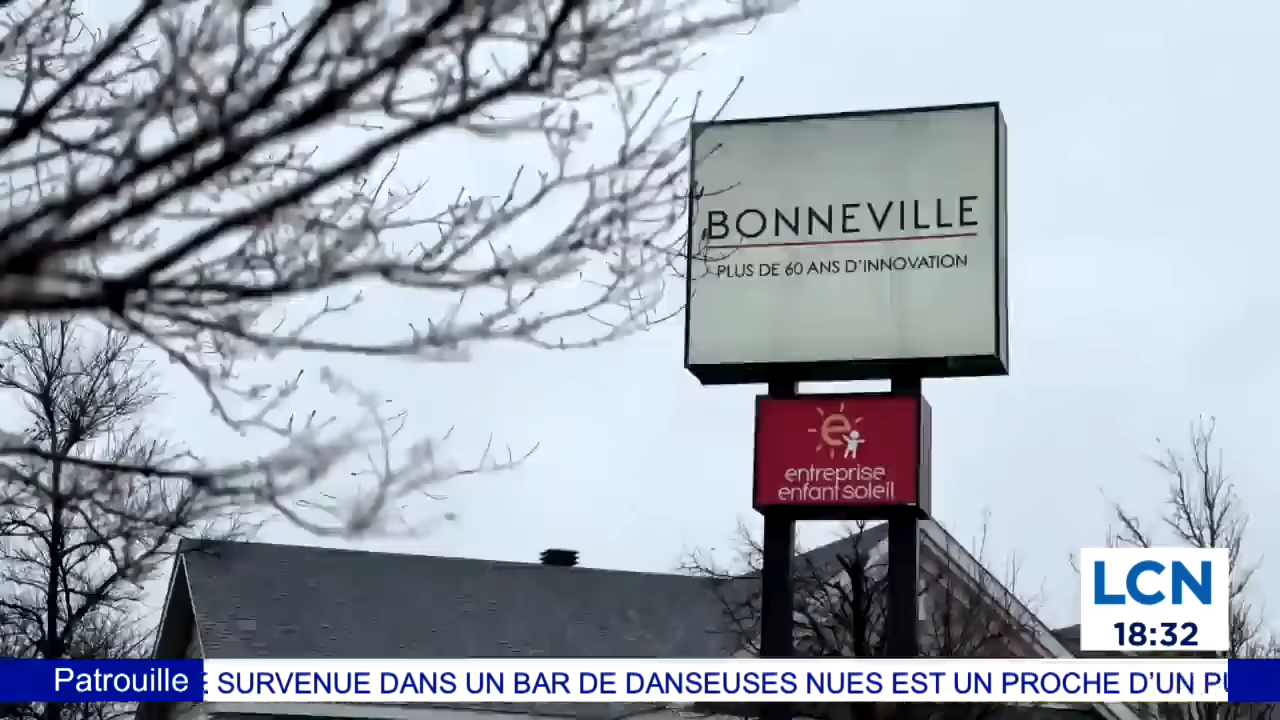 BONNEVILLE
PLUS DE 60 ANS D'INNOVATION
e
entreprise
enfant soleil
LCN
18:32
Patrouille
SURVENUE DANS UN BAR DE DANSEUSES NUES EST UN PROCHE D'UN